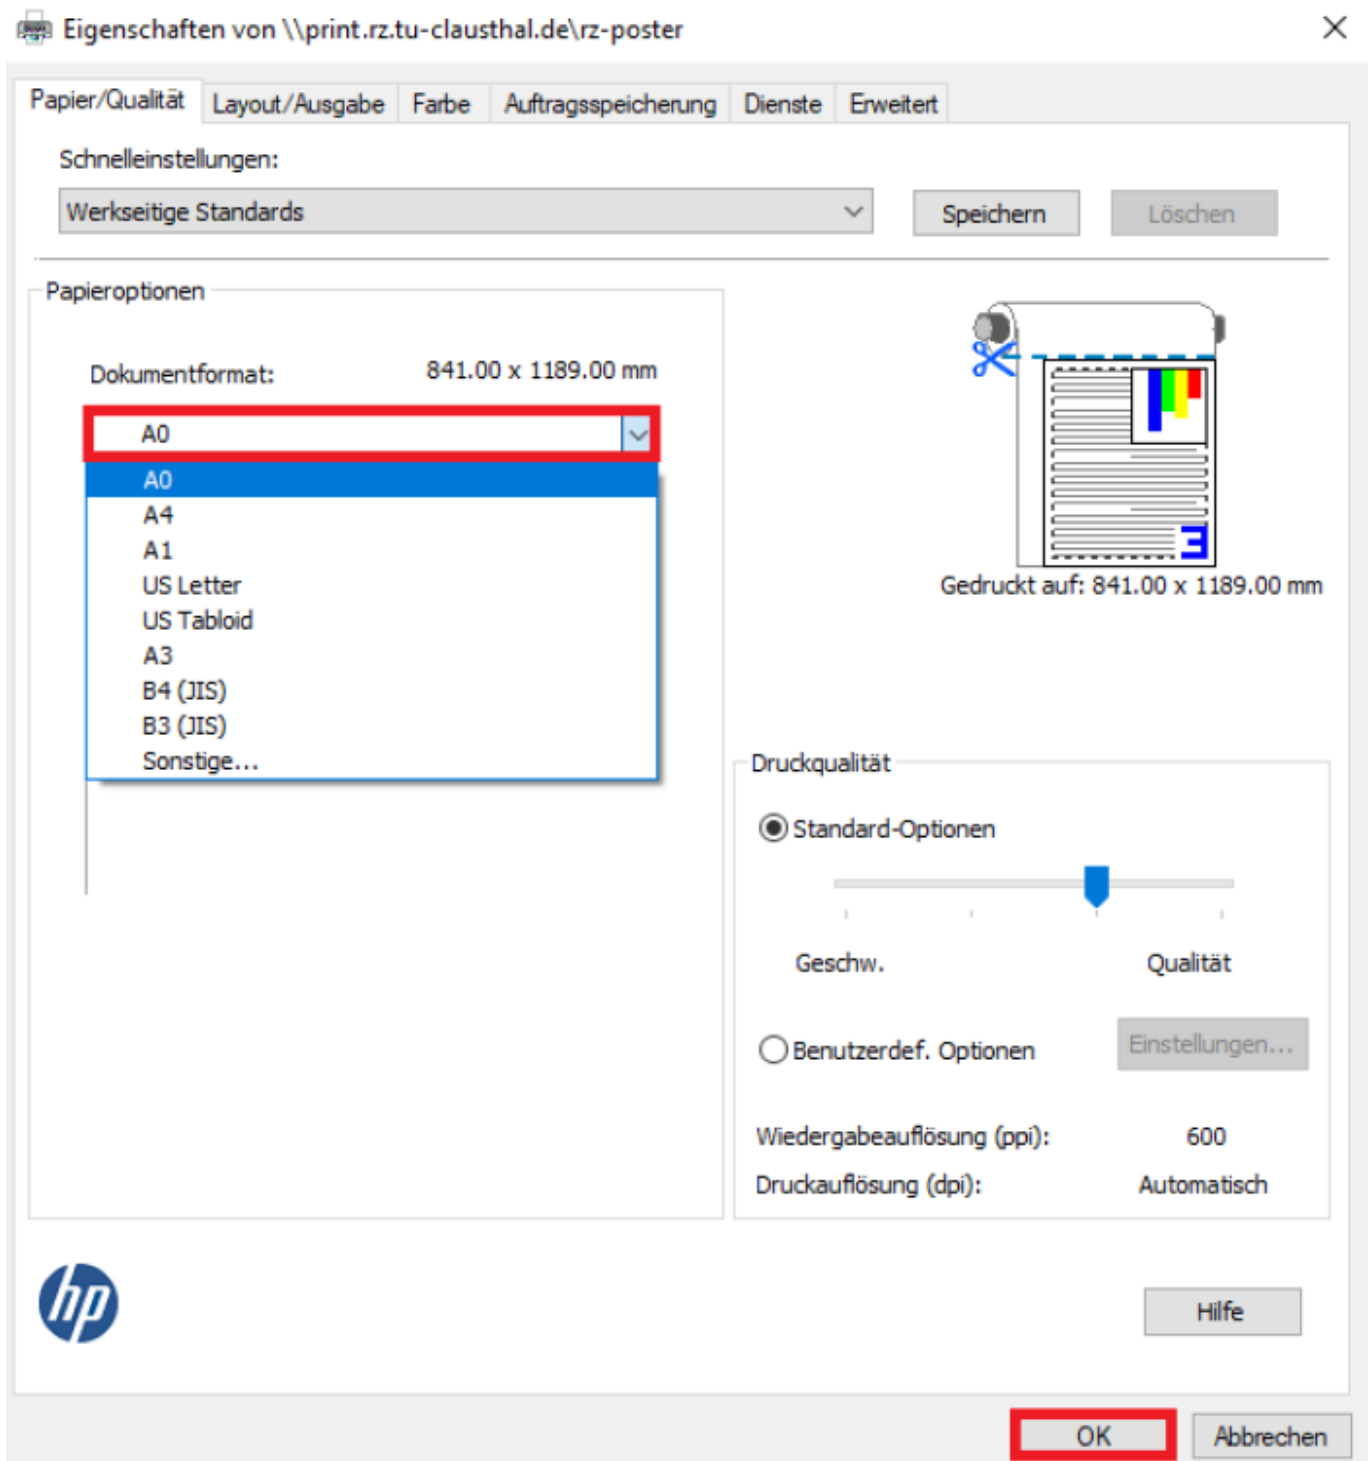 Eigenschaften von \\print.rz.tu-clausthal.de\rz-poster
Papier/Qualität Layout/Ausgabe Farbe Auftragsspeicherung Dienste Erweitert
Schnelleinstellungen:
Werkseitige Standards Speichern Löschen
Papieroptionen
Dokumentformat: 841.00 x 1189.00 mm
A0
A0
A4
A1
US Letter
US Tabloid
A3
B4 (JIS)
B3 (JIS)
Sonstige...
Gedruckt auf: 841.00 x 1189.00 mm
Druckqualität
Standard-Optionen
Geschw. Qualität
Benutzerdef. Optionen Einstellungen...
Wiedergabeauflösung (ppi): 600
Druckauflösung (dpi): Automatisch
hp
Hilfe
OK Abbrechen